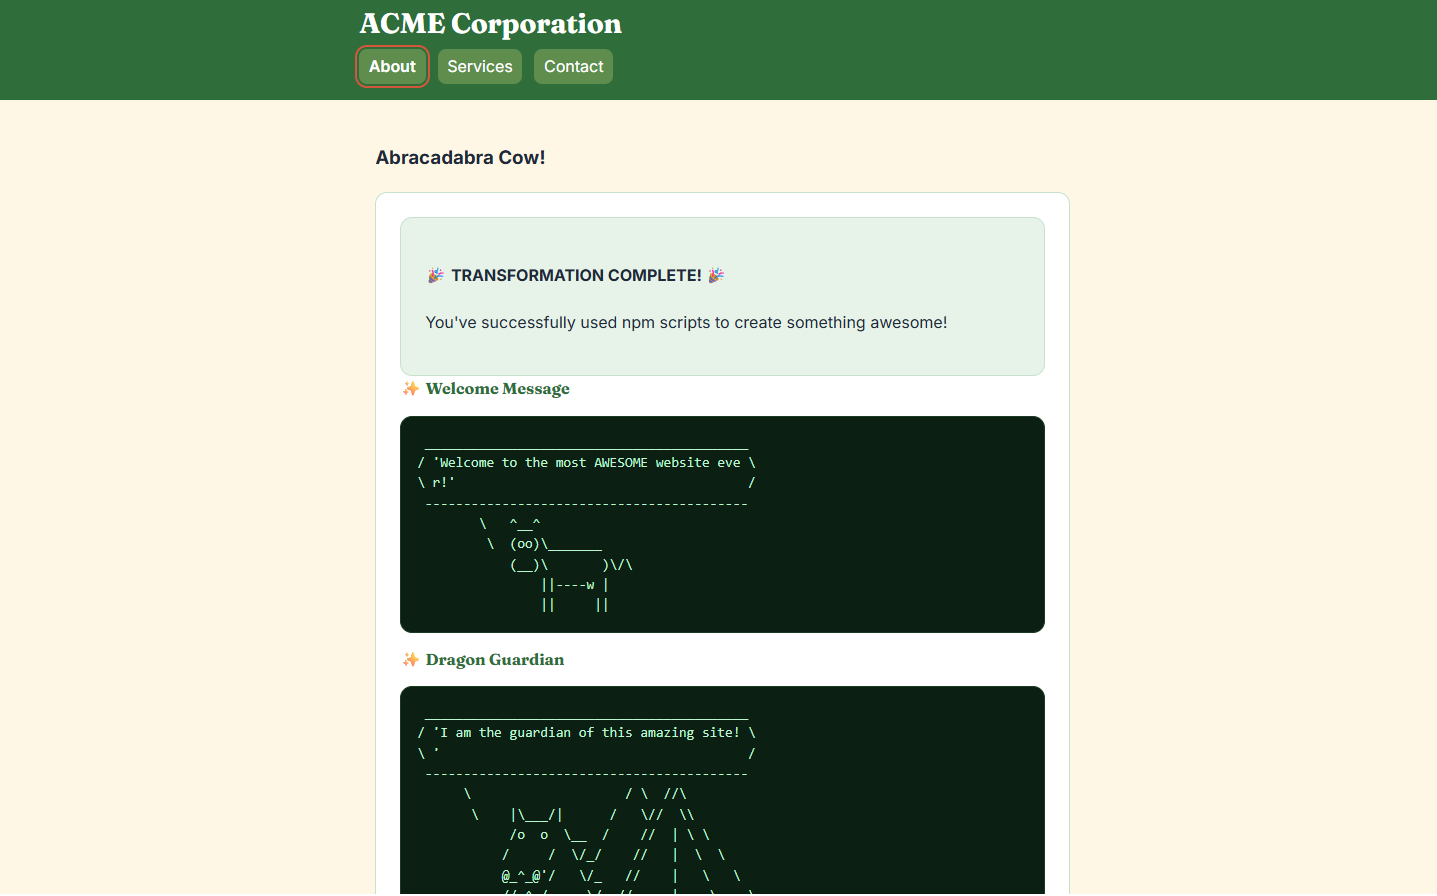 ACME Corporation
About Services Contact
Abracadabra Cow!
🎉 TRANSFORMATION COMPLETE! 🎉
You've successfully used npm scripts to create something awesome!
✨ Welcome Message
 __________________________________________
/ 'Welcome to the most AWESOME website eve \
\ r!'                                      /
 ------------------------------------------
        \   ^__^
         \  (oo)\_______
            (__)\       )\/\
                ||----w |
                ||     ||
✨ Dragon Guardian
 __________________________________________
/ 'I am the guardian of this amazing site! \
\ '                                        /
 ------------------------------------------
      \                    / \  //\
       \    |\___/|      /   \//  \\
            /o  o  \__  /    //  | \ \
           /     /  \/_/    //   |  \  \
           @_^_@'/   \/_   //    |   \   \